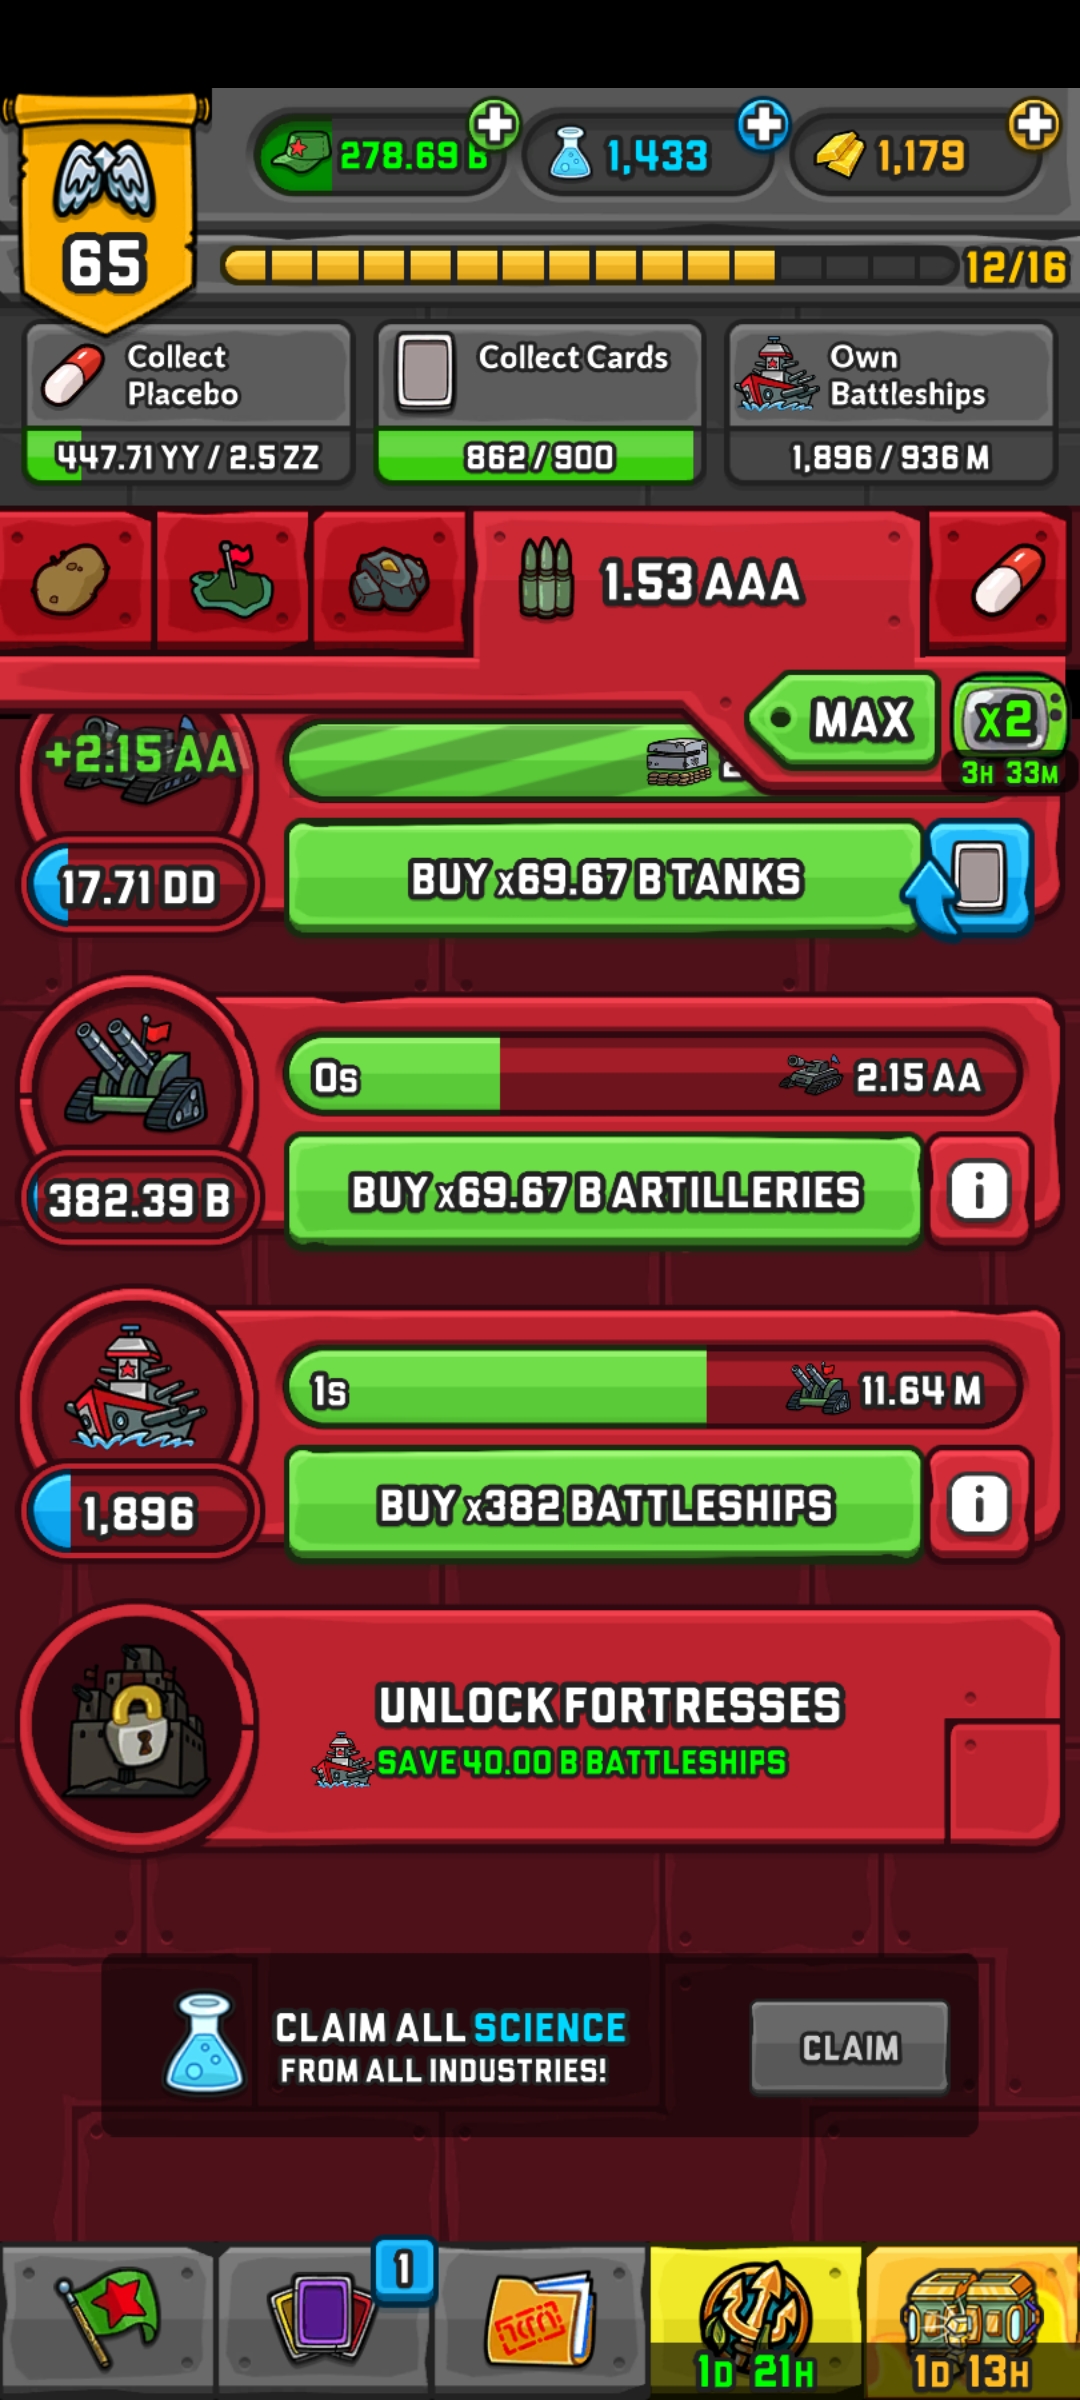 278.69 B
1,433
1,179
65
12/16
Collect
Placebo
447.71 YY / 2.5 ZZ
Collect Cards
862/900
Own
Battleships
1,896 / 936 M
1.53 AAA
MAX
x2
3H 33M
+2.15 AA
17.71 DD
BUY x69.67 B TANKS
0s
2.15 AA
382.39 B
BUY x69.67 B ARTILLERIES
1s
11.64 M
1,896
BUY x382 BATTLESHIPS
UNLOCK FORTRESSES
SAVE 40.00 B BATTLESHIPS
CLAIM ALL SCIENCE
FROM ALL INDUSTRIES!
CLAIM
1
1D 21H
1D 13H